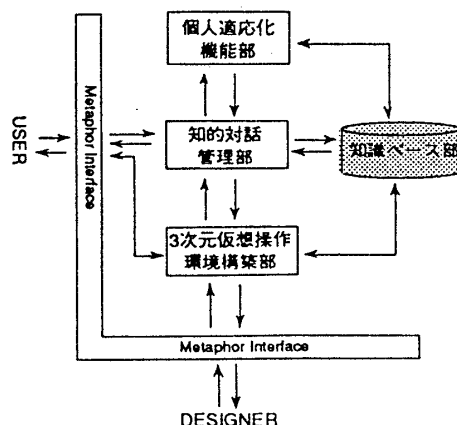 個人適応化
機能部
USER
Metaphor Interface
知的対話
管理部
知識ベース部
3次元仮想操作
環境構築部
Metaphor Interface
DESIGNER